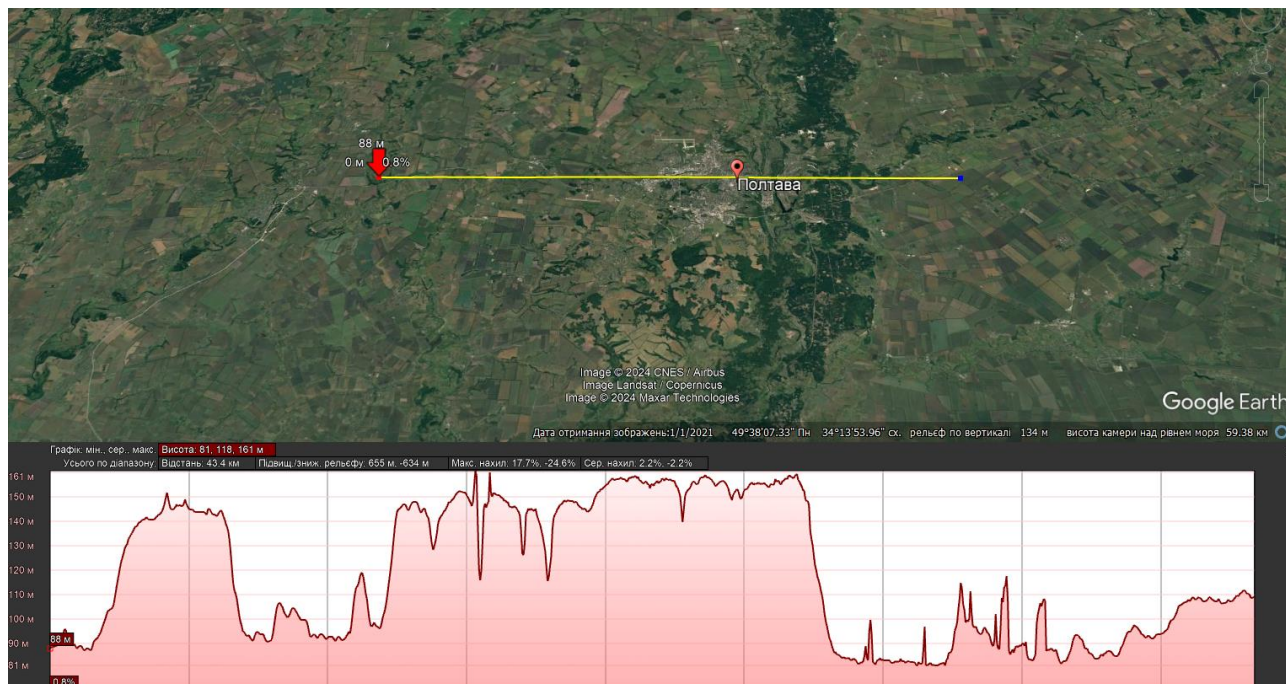 88 м
0 м 0.8%
Полтава
Image © 2024 CNES / Airbus
Image Landsat / Copernicus
Image © 2024 Maxar Technologies
Google Earth
Дата отримання зображень:1/1/2021 49°38'07.33" Пн 34°13'53.96" сх. рельєф по вертикалі 134 м висота камери над рівнем моря 59.38 км
Графік: мін., сер., макс. Висота: 81, 118, 161 м
Усього по діапазону: Відстань: 43.4 км Підвищ./зниж. рельєфу: 655 м, -634 м Макс. нахил: 17.7%, -24.6% Сер. нахил: 2.2%, -2.2%
161 м
150 м
140 м
130 м
120 м
110 м
100 м
90 м
88 м
81 м
0.8%